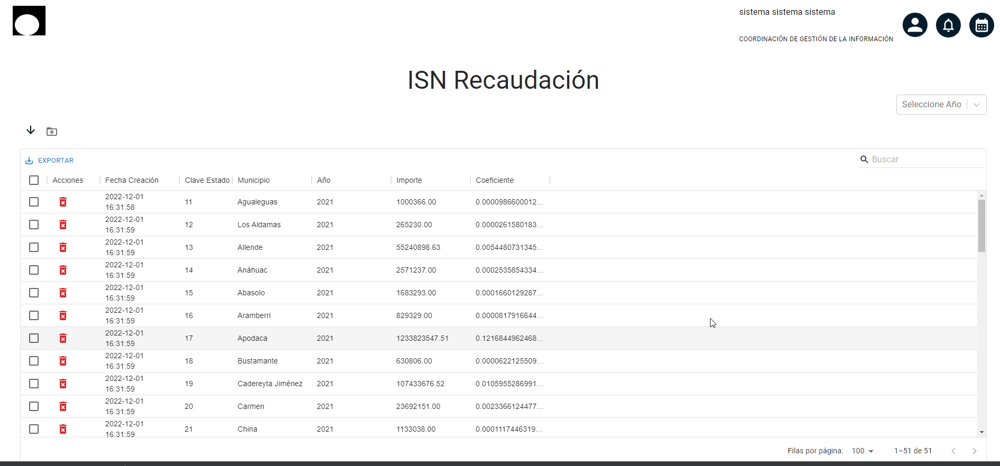 sistema sistema sistema
COORDINACIÓN DE GESTIÓN DE LA INFORMACIÓN
ISN Recaudación
Seleccione Año
EXPORTAR
Buscar
Acciones Fecha Creación Clave Estado Municipio Año Importe Coeficiente
2022-12-01 16:31:58 11 Agualeguas 2021 1000366.00 0.0000986600012...
2022-12-01 16:31:59 12 Los Aldamas 2021 265230.00 0.0000261580183...
2022-12-01 16:31:59 13 Allende 2021 55240898.63 0.0054480731345...
2022-12-01 16:31:59 14 Anáhuac 2021 2571237.00 0.0002535854334...
2022-12-01 16:31:59 15 Abasolo 2021 1683293.00 0.0001660129287...
2022-12-01 16:31:59 16 Aramberri 2021 829329.00 0.0000817916644...
2022-12-01 16:31:59 17 Apodaca 2021 1233823547.51 0.1216844962468...
2022-12-01 16:31:59 18 Bustamante 2021 630806.00 0.0000622125509...
2022-12-01 16:31:59 19 Cadereyta Jiménez 2021 107433676.52 0.0105955286991...
2022-12-01 16:31:59 20 Carmen 2021 23692151.00 0.0023366124477...
2022-12-01 16:31:59 21 China 2021 1133038.00 0.0001117446319...
Filas por página: 100 1–51 de 51